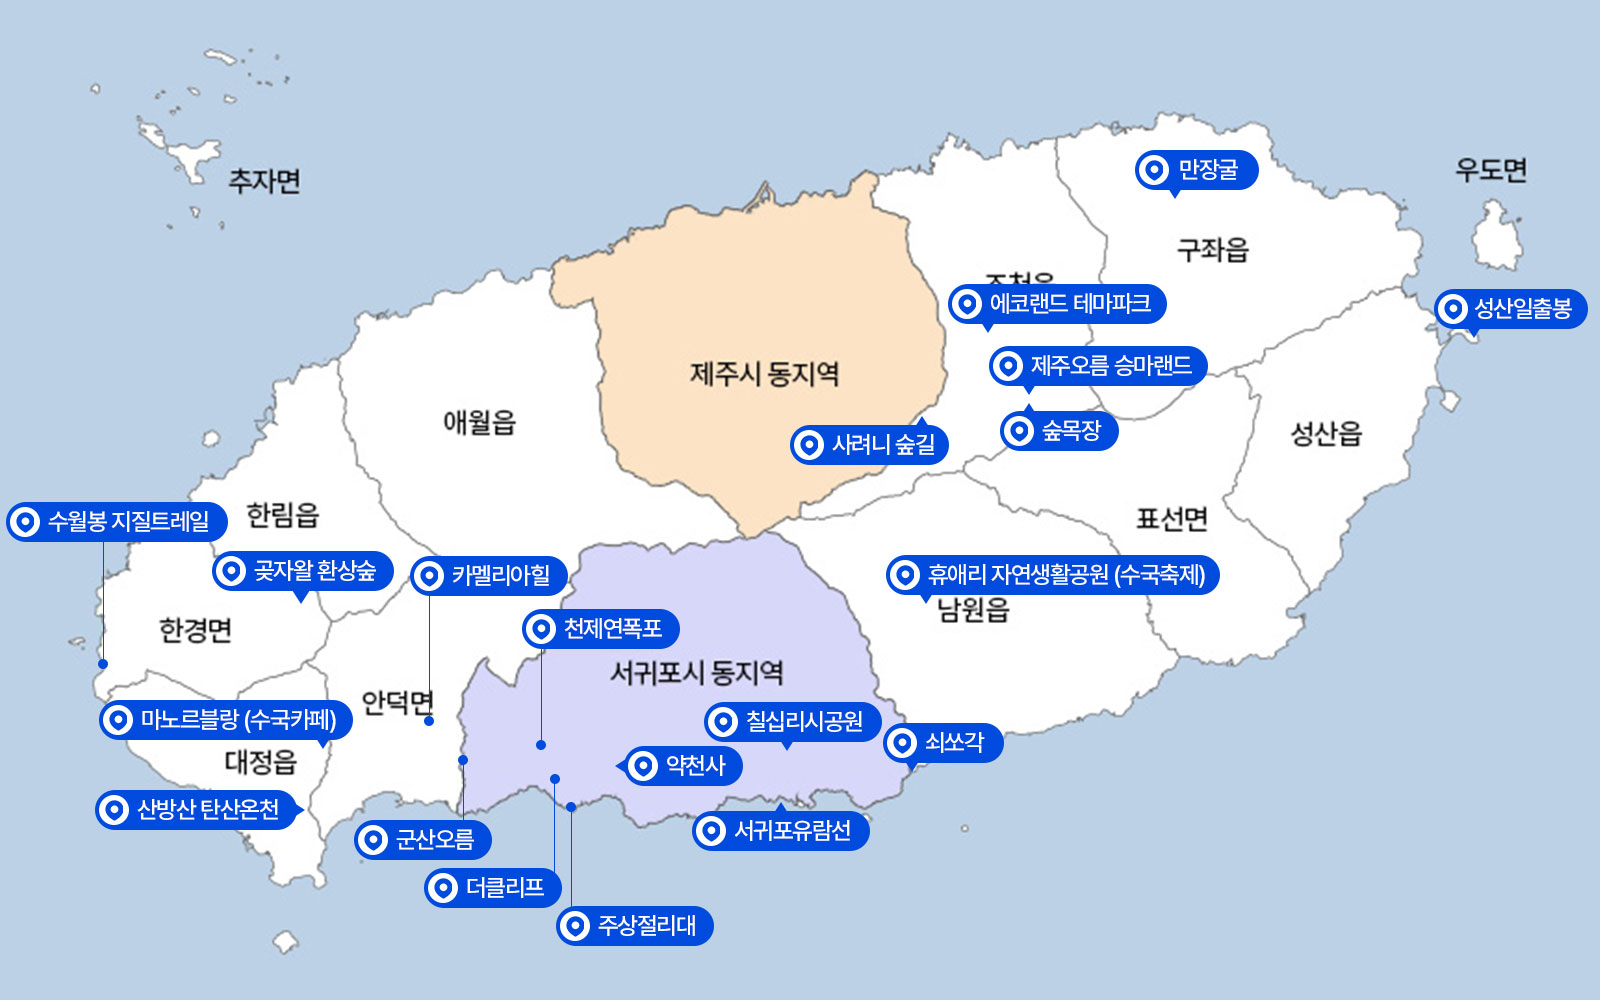 만장굴
우도면
추자면
구좌읍
조천읍
에코랜드 테마파크
성산일출봉
제주시 동지역
제주오름 승마랜드
애월읍
사려니 숲길
숲목장
성산읍
수월봉 지질트레일
한림읍
표선면
곶자왈 환상숲
카멜리아힐
휴애리 자연생활공원 (수국축제)
남원읍
한경면
천제연폭포
서귀포시 동지역
안덕면
마노르블랑 (수국카페)
칠십리시공원
쇠쏘각
대정읍
약천사
산방산 탄산온천
군산오름
서귀포유람선
더클리프
주상절리대